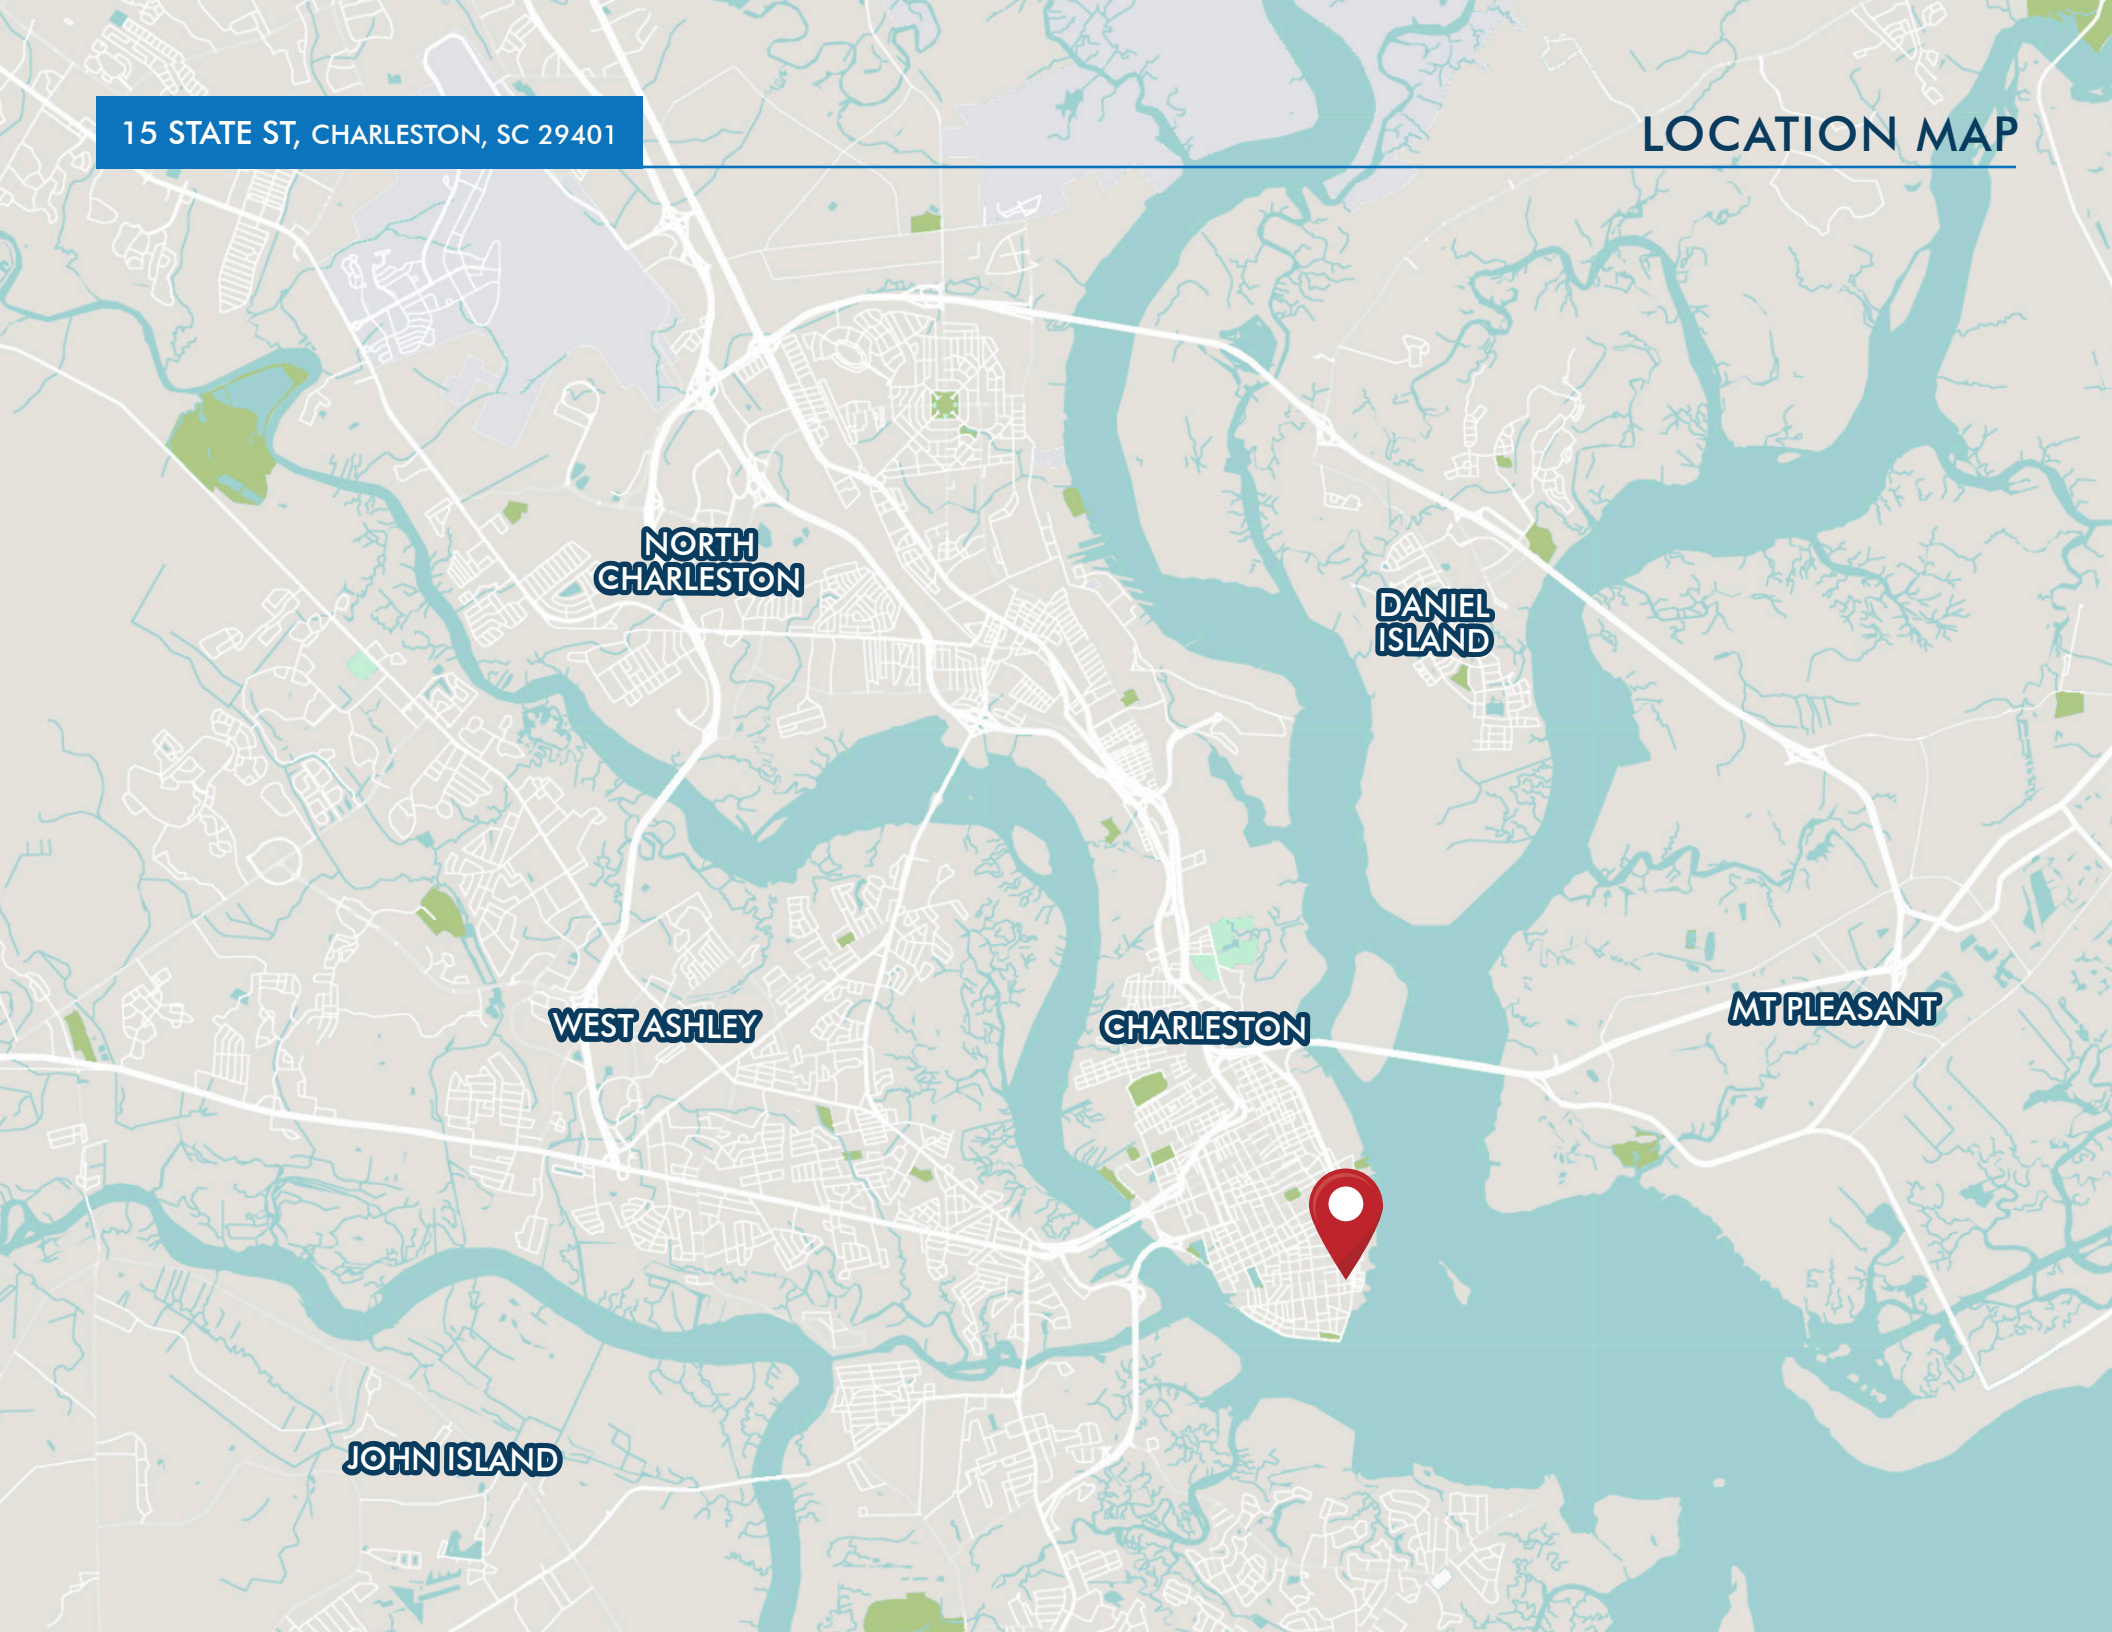 15 STATE ST, CHARLESTON, SC 29401
LOCATION MAP
NORTH
CHARLESTON
DANIEL
ISLAND
WEST ASHLEY
CHARLESTON
MT PLEASANT
JOHN ISLAND